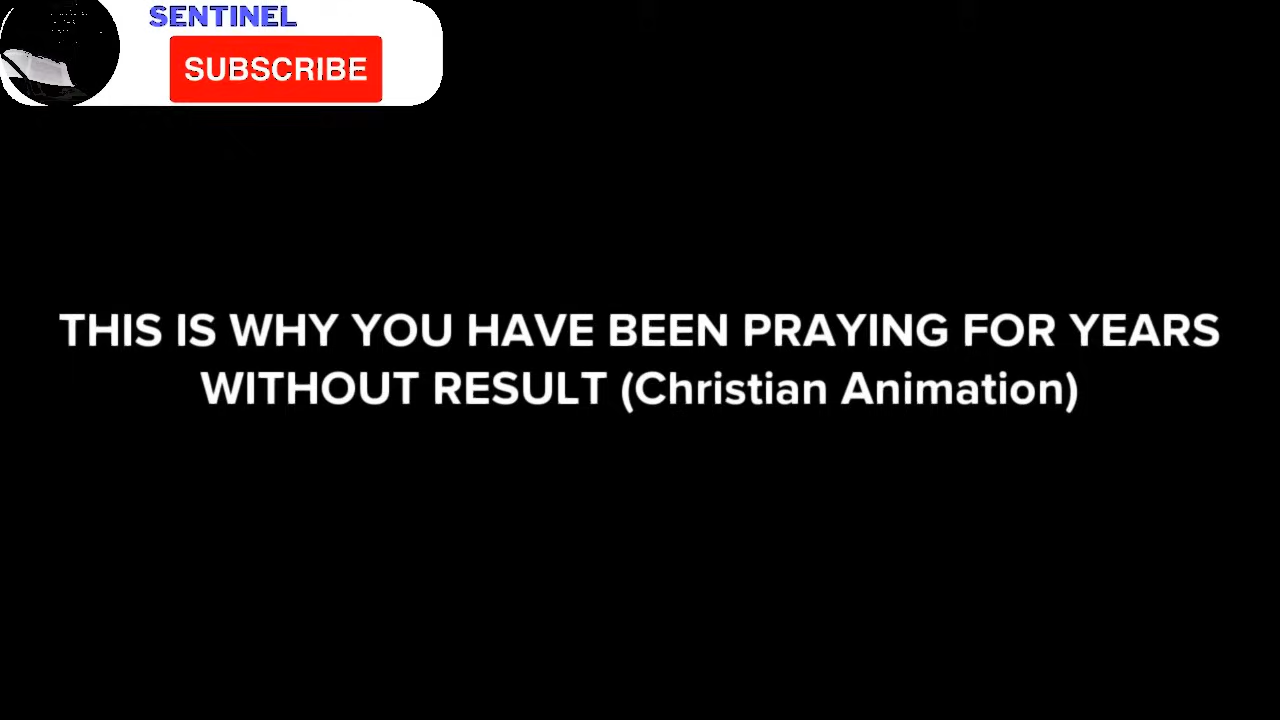 SENTINEL
SUBSCRIBE
THIS IS WHY YOU HAVE BEEN PRAYING FOR YEARS
WITHOUT RESULT (Christian Animation)